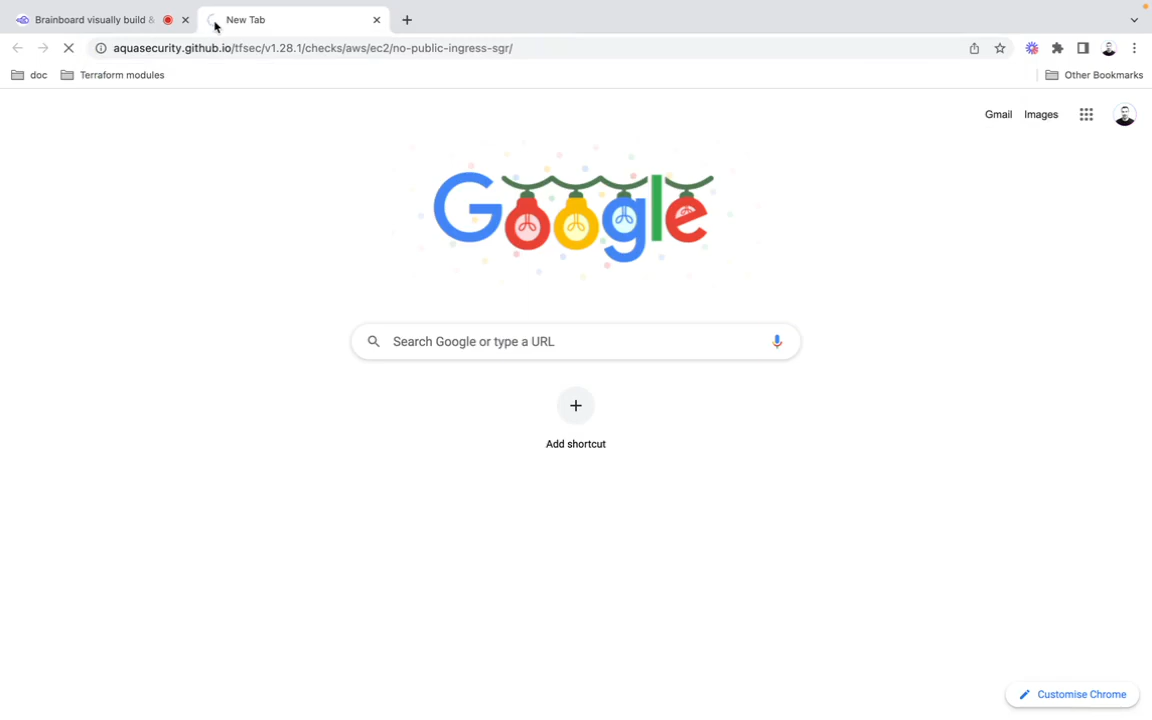 Brainboard visually build &
New Tab
aquasecurity.github.io/tfsec/v1.28.1/checks/aws/ec2/no-public-ingress-sgr/
doc
Terraform modules
Other Bookmarks
Gmail
Images
Google
Search Google or type a URL
Add shortcut
Customise Chrome